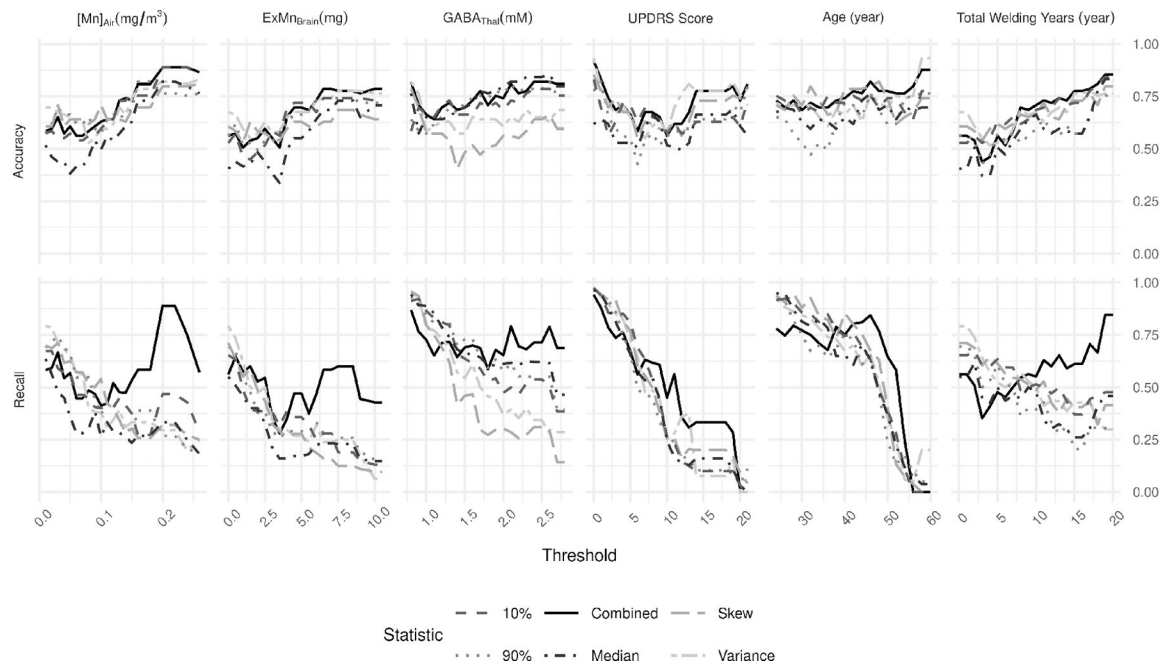 [Mn]Air(mg/m³) ExMnBrain(mg) GABAThal(mM) UPDRS Score Age (year) Total Welding Years (year)
1.00
0.75
Accuracy
0.50
0.25
0.00
1.00
0.75
Recall
0.50
0.25
0.00
0.0 0.1 0.2 0.0 2.5 5.0 7.5 10.0 1.0 1.5 2.0 2.5 0 5 10 15 20 30 40 50 60 0 5 10 15 20
Threshold
Statistic
10% Combined Skew
90% Median Variance